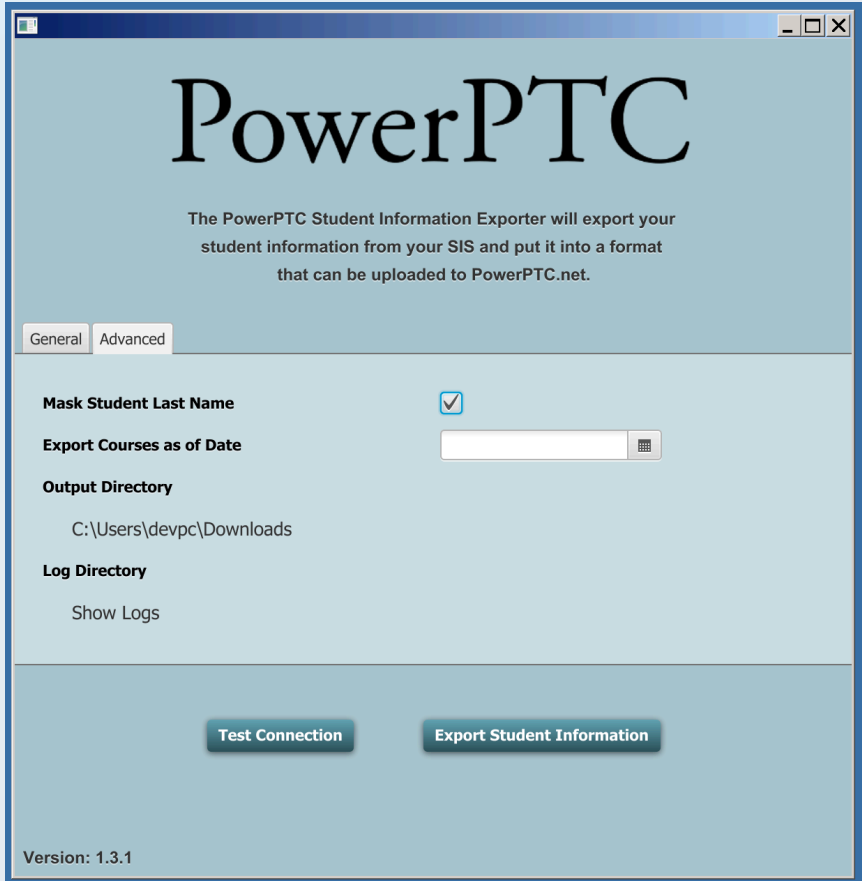 PowerPTC
The PowerPTC Student Information Exporter will export your
student information from your SIS and put it into a format
that can be uploaded to PowerPTC.net.
General Advanced
Mask Student Last Name
Export Courses as of Date
Output Directory
C:\Users\devpc\Downloads
Log Directory
Show Logs
Test Connection Export Student Information
Version: 1.3.1